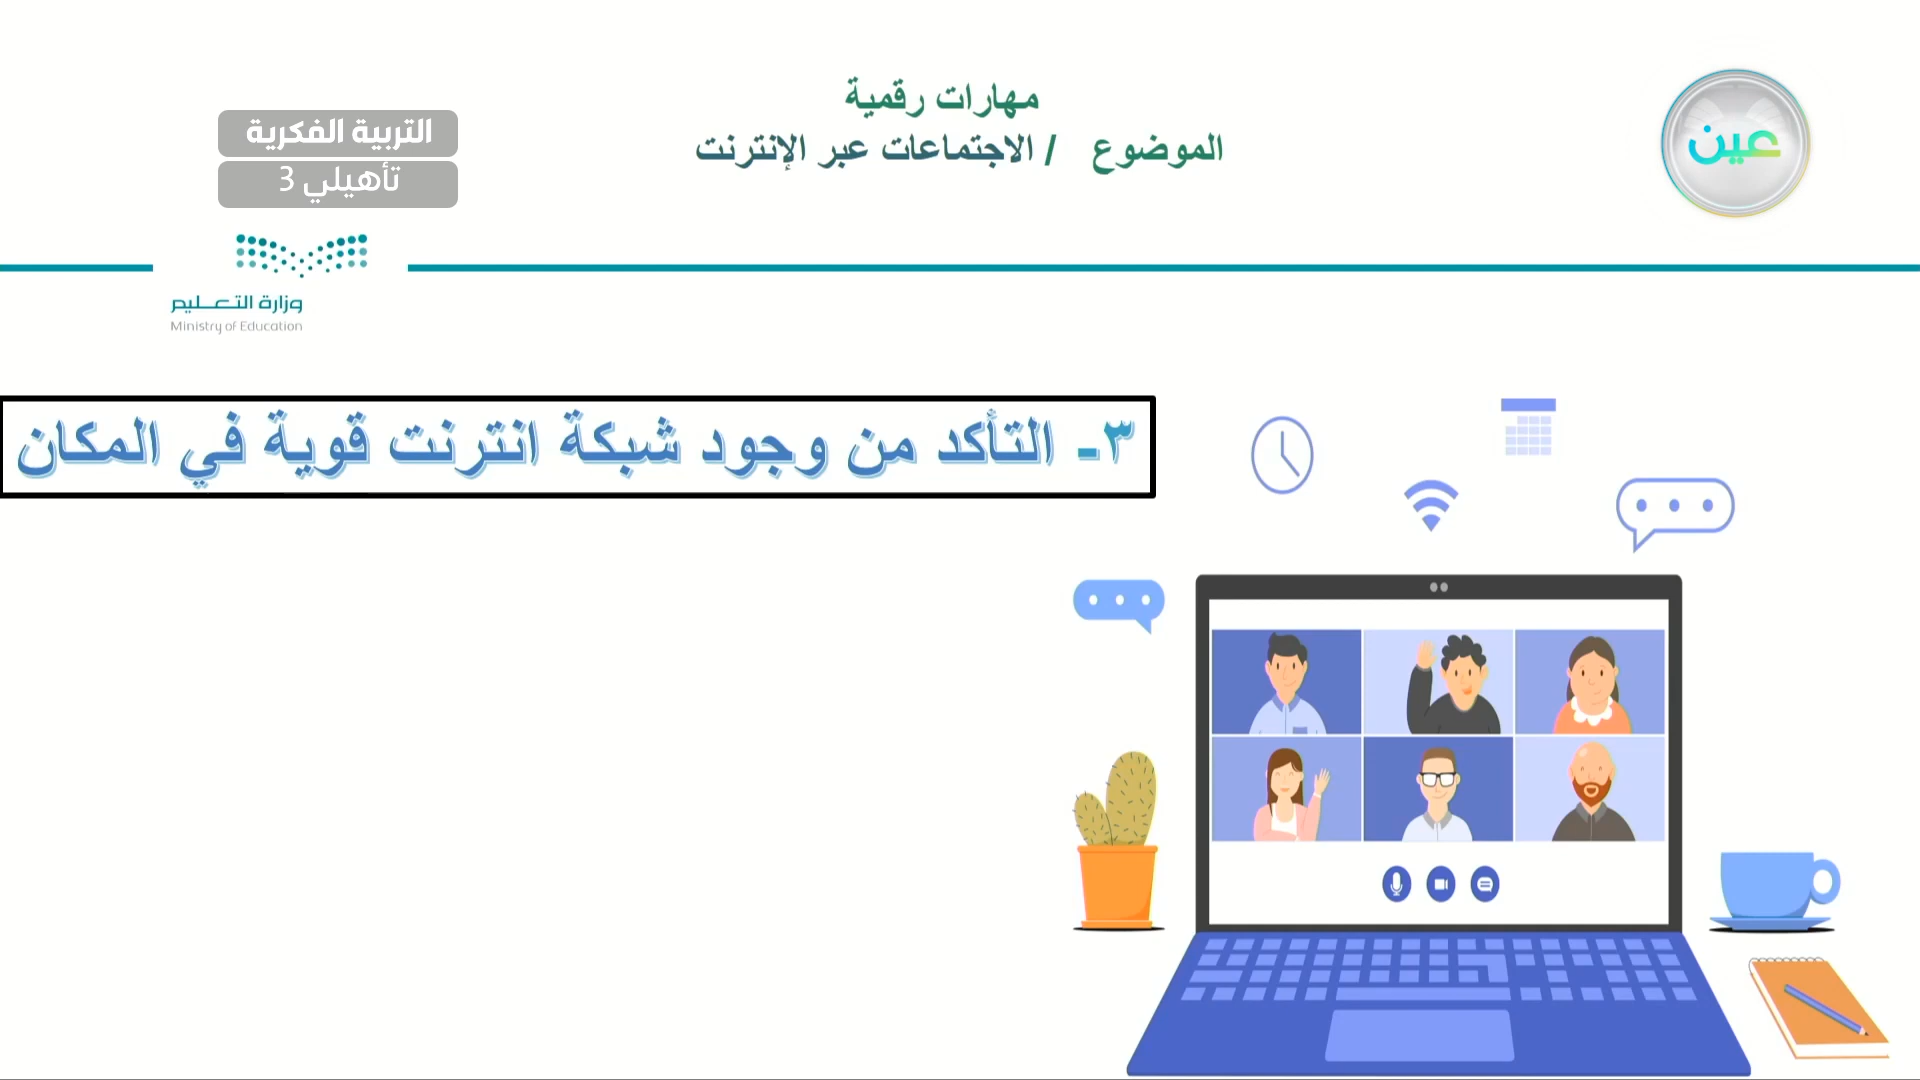 مهارات رقمية
الموضوع / الاجتماعات عبر الإنترنت
عين
التربية الفكرية
تأهيلي 3
وزارة التعليم
Ministry of Education
٣- التأكد من وجود شبكة انترنت قوية في المكان